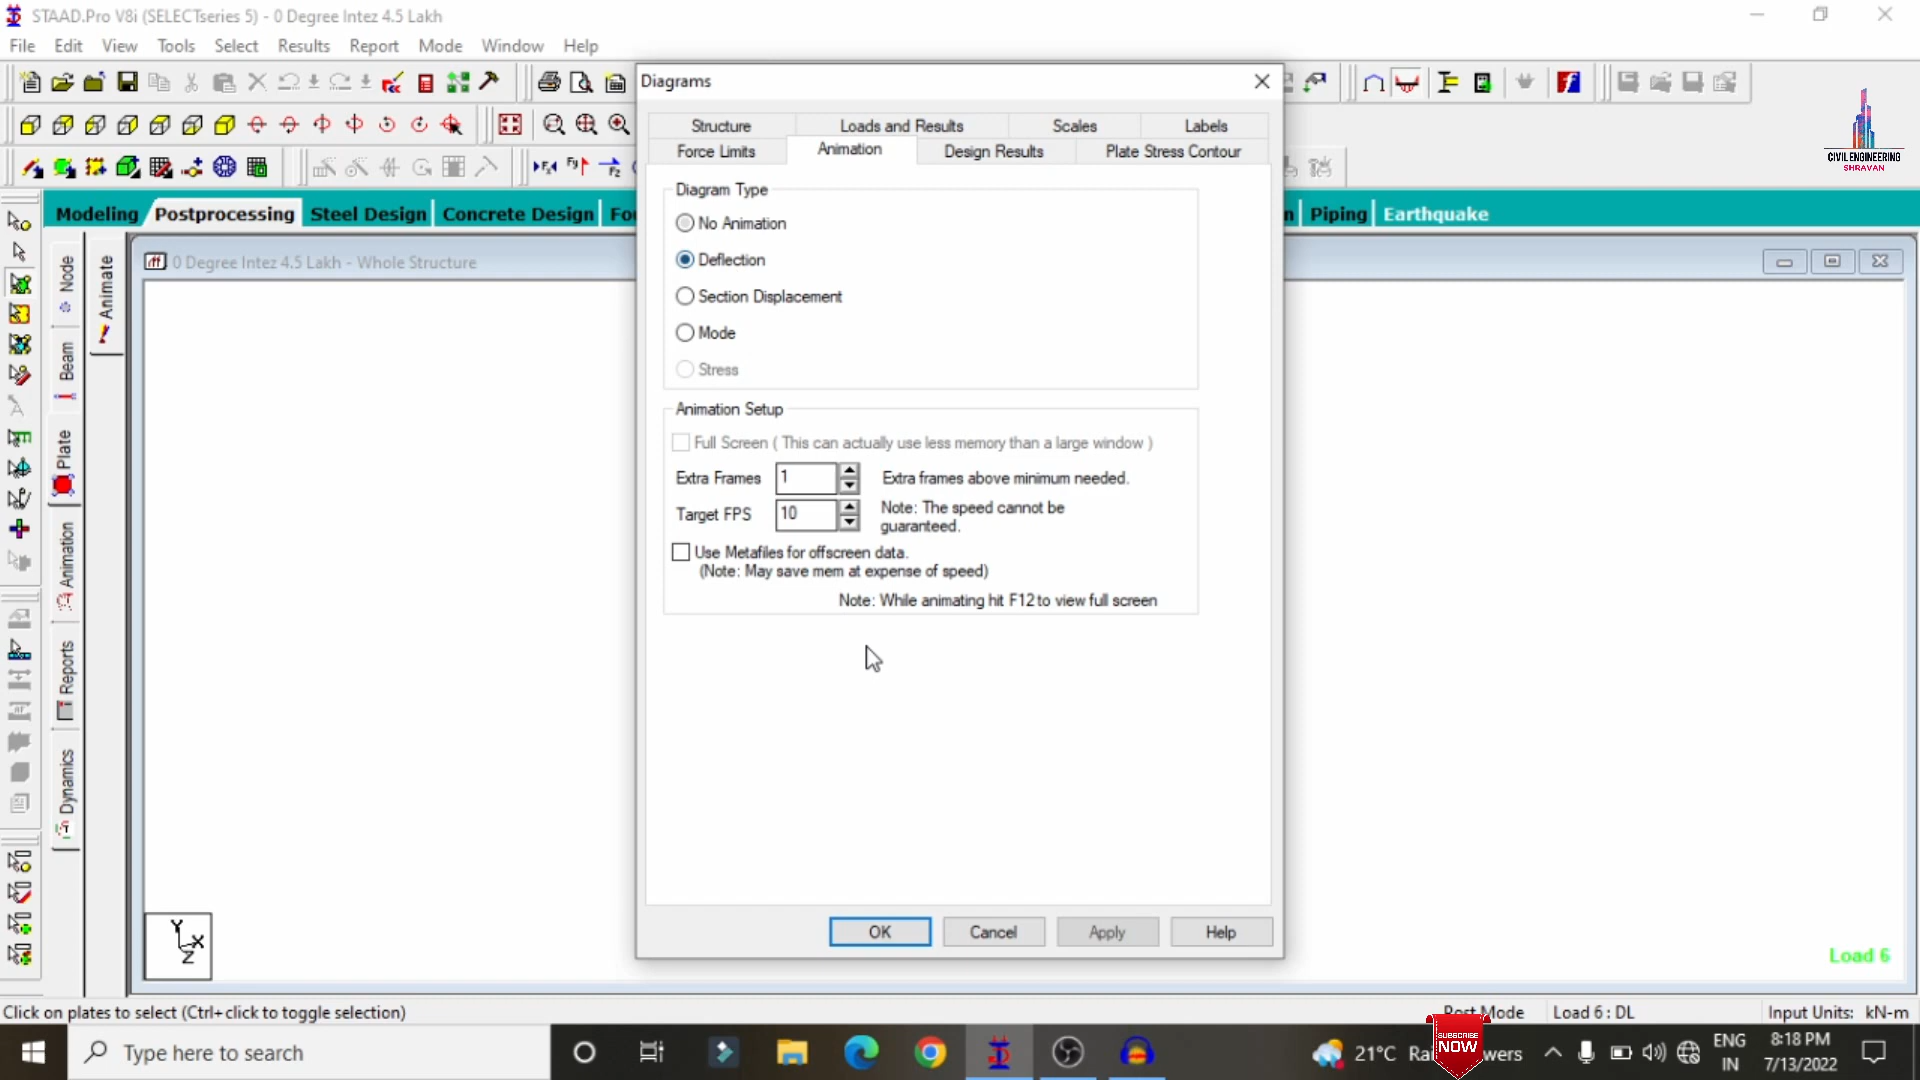 STAAD.Pro V8i (SELECTseries 5) - 0 Degree Intez 4.5 Lakh
File Edit View Tools Select Results Report Mode Window Help
Diagrams
Structure Loads and Results Scales Labels
Force Limits Animation Design Results Plate Stress Contour
CIVIL ENGINEERING
SHRAVAN
Modeling Postprocessing Steel Design Concrete Design Piping Earthquake
0 Degree Intez 4.5 Lakh - Whole Structure
Node
Beam
Plate
Animation
Reports
Dynamics
Animate
Diagram Type
No Animation
Deflection
Section Displacement
Mode
Stress
Animation Setup
Full Screen ( This can actually use less memory than a large window )
Extra Frames 1 Extra frames above minimum needed.
Target FPS 10 Note: The speed cannot be
guaranteed.
Use Metafiles for offscreen data.
(Note: May save mem at expense of speed)
Note: While animating hit F12 to view full screen
OK Cancel Apply Help
Y
X
Z
Load 6
Click on plates to select (Ctrl+click to toggle selection) Post Mode Load 6 : DL Input Units: kN-m
Type here to search
21°C
SUBSCRIBE
NOW
ENG
IN
8:18 PM
7/13/2022